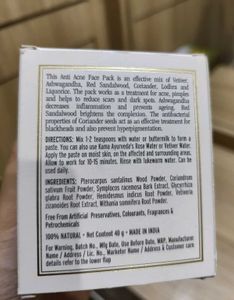 This Anti Acne Face Pack is an effective mix of Vetiver,
Ashwagandha, Red Sandalwood, Coriander, Lodhra and
Liquorice. The pack works as a treatment for acne, pimples
and helps to reduce scars and dark spots. Ashwagandha
decreases inflammation and prevents ageing. Red
Sandalwood brightens the complexion. The antibacterial
properties of Coriander seeds act as an effective treatment for
blackheads and also prevent hyperpigmentation.
DIRECTIONS: Mix 1-2 teaspoons with water or buttermilk to form a
paste. You can also use Kama Ayurveda's Rose Water or Vetiver Water.
Apply the paste on moist skin, on the affected and surrounding areas.
Allow to work for 10-15 minutes. Rinse with lukewarm water. Can be
used daily.
INGREDIENTS: Pterocarpus santalinus Wood Powder, Coriandrum
sativum Fruit Powder, Symplocos racemosa Bark Extract, Glycyrrhiza
glabra Root Powder, Hemidesmus indicus Root Powder, Vetiveria
zizanoides Root Extract, Withania somnifera Root Powder.
Free From Artificial Preservatives, Colourants, Fragrances &
Petrochemicals
100% NATURAL • Net Content 40 g • MADE IN INDIA
For Warning, Batch No., Mfg Date, Use Before Date, MRP, Manufacturer
Name / Address / Lic. No., Marketer Name / Address & Customer care
details refer to the lower flap